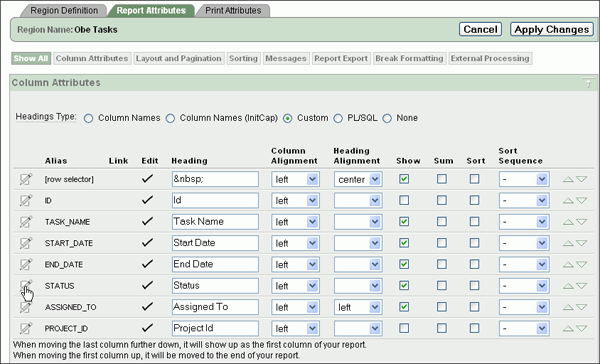 Region Definition Report Attributes Print Attributes
Region Name: Obe Tasks Cancel Apply Changes
Show All Column Attributes Layout and Pagination Sorting Messages Report Export Break Formatting External Processing
Column Attributes
Headings Type: Column Names Column Names (InitCap) Custom PL/SQL None
Alias Link Edit Heading Column Alignment Heading Alignment Show Sum Sort Sort Sequence
[row selector] &nbsp; left center -
ID Id left -
TASK_NAME Task Name left -
START_DATE Start Date left -
END_DATE End Date left -
STATUS Status left -
ASSIGNED_TO Assigned To left left -
PROJECT_ID Project Id left -
When moving the last column further down, it will show up as the first column of your report.
When moving the first column up, it will be moved to the end of your report.